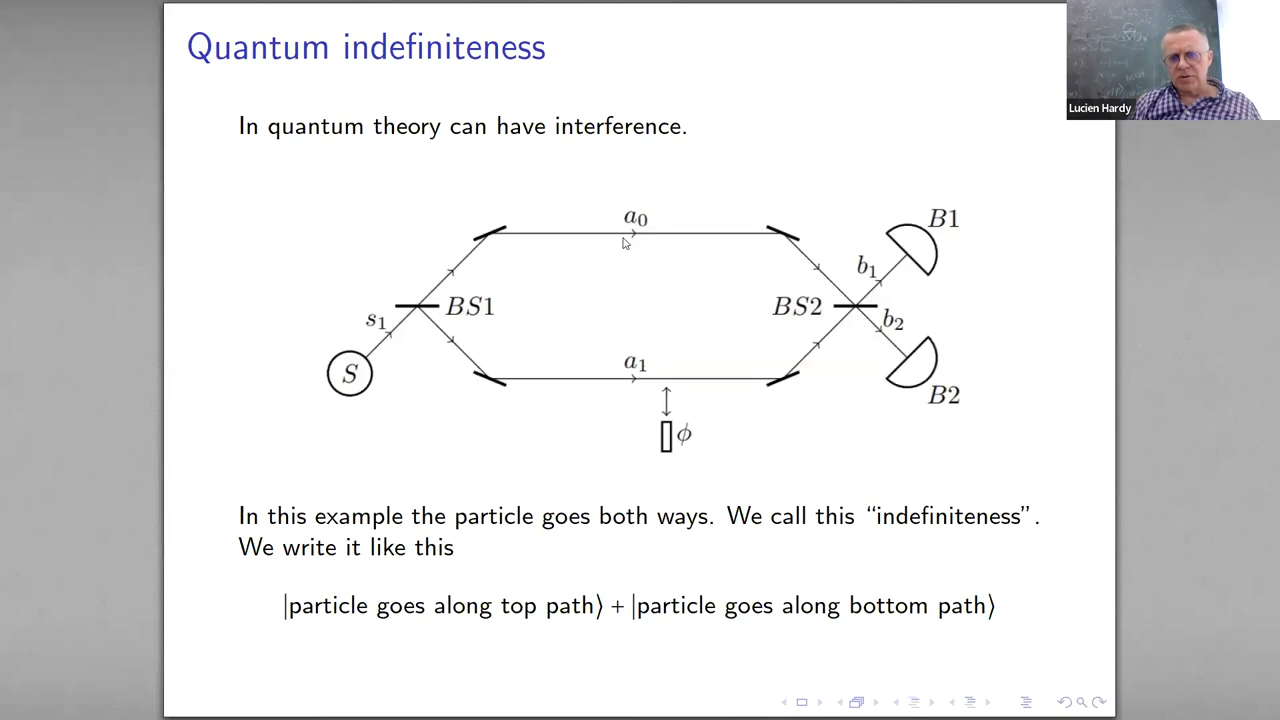 Quantum indefiniteness
Lucien Hardy
In quantum theory can have interference.
a₀
B1
b₁
BS1
BS2
s₁
b₂
S
a₁
B2
ϕ
In this example the particle goes both ways. We call this “indefiniteness”.
We write it like this
|particle goes along top path⟩ + |particle goes along bottom path⟩